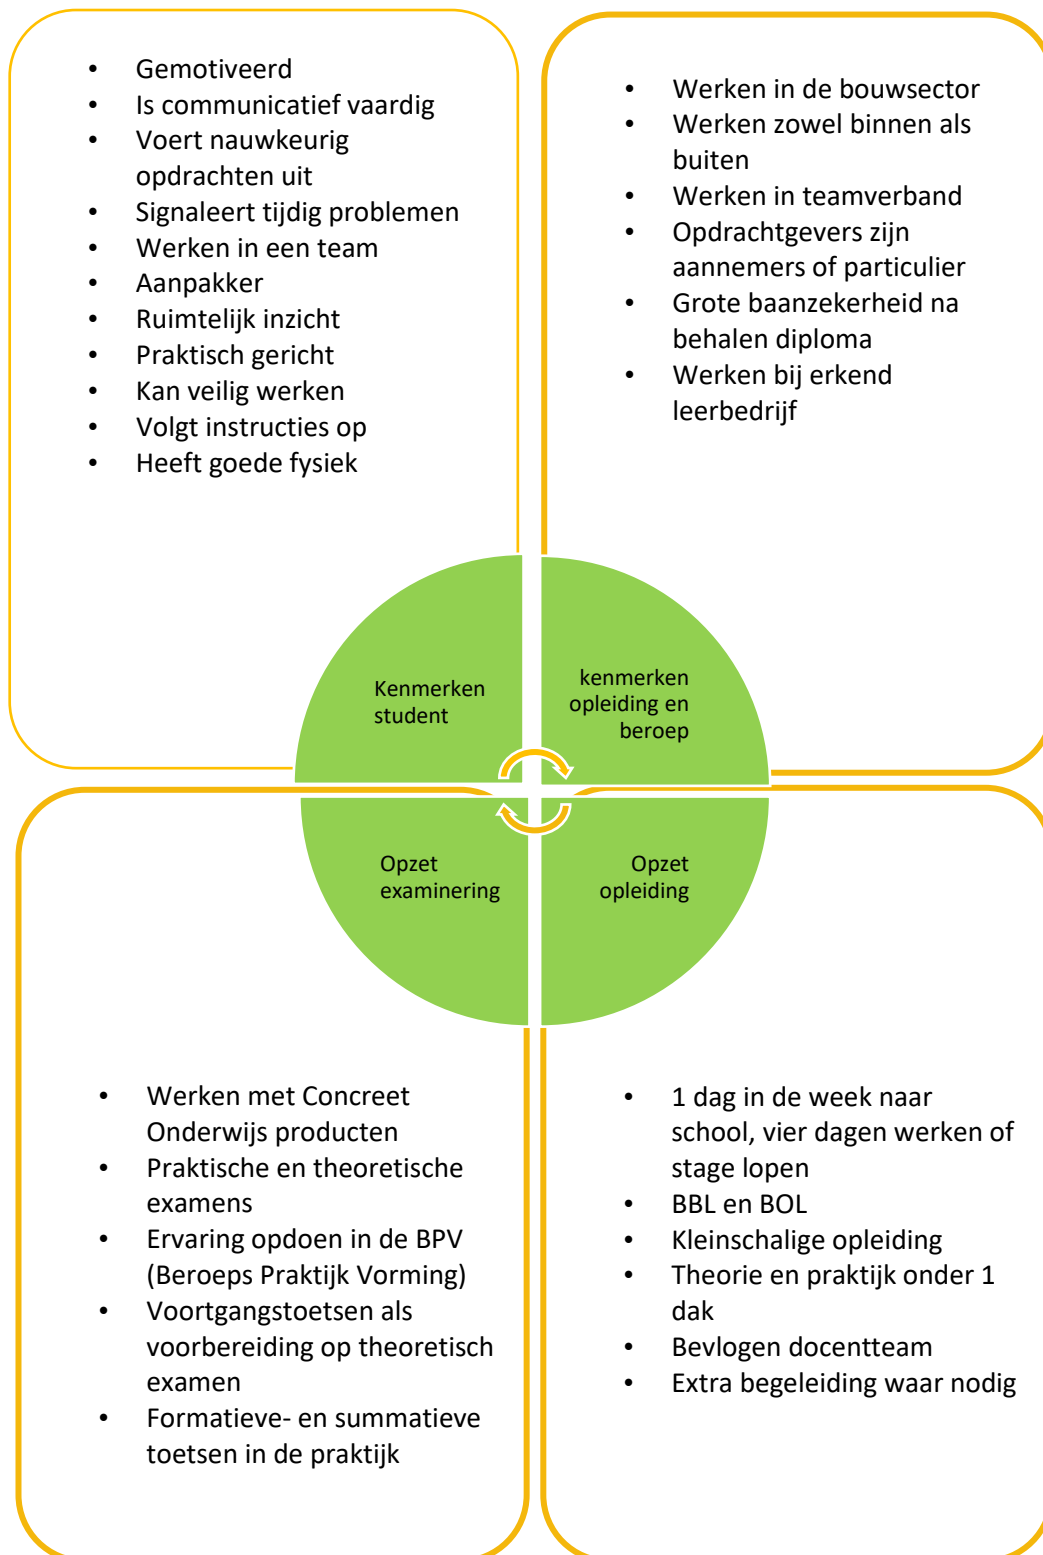 • Gemotiveerd
• Is communicatief vaardig
• Voert nauwkeurig
opdrachten uit
• Signaleert tijdig problemen
• Werken in een team
• Aanpakker
• Ruimtelijk inzicht
• Praktisch gericht
• Kan veilig werken
• Volgt instructies op
• Heeft goede fysiek
• Werken in de bouwsector
• Werken zowel binnen als
buiten
• Werken in teamverband
• Opdrachtgevers zijn
aannemers of particulier
• Grote baanzekerheid na
behalen diploma
• Werken bij erkend
leerbedrijf
Kenmerken
student
kenmerken
opleiding en
beroep
Opzet
examinering
Opzet
opleiding
• Werken met Concreet
Onderwijs producten
• Praktische en theoretische
examens
• Ervaring opdoen in de BPV
(Beroeps Praktijk Vorming)
• Voortgangstoetsen als
voorbereiding op theoretisch
examen
• Formatieve- en summatieve
toetsen in de praktijk
• 1 dag in de week naar
school, vier dagen werken of
stage lopen
• BBL en BOL
• Kleinschalige opleiding
• Theorie en praktijk onder 1
dak
• Bevlogen docentteam
• Extra begeleiding waar nodig